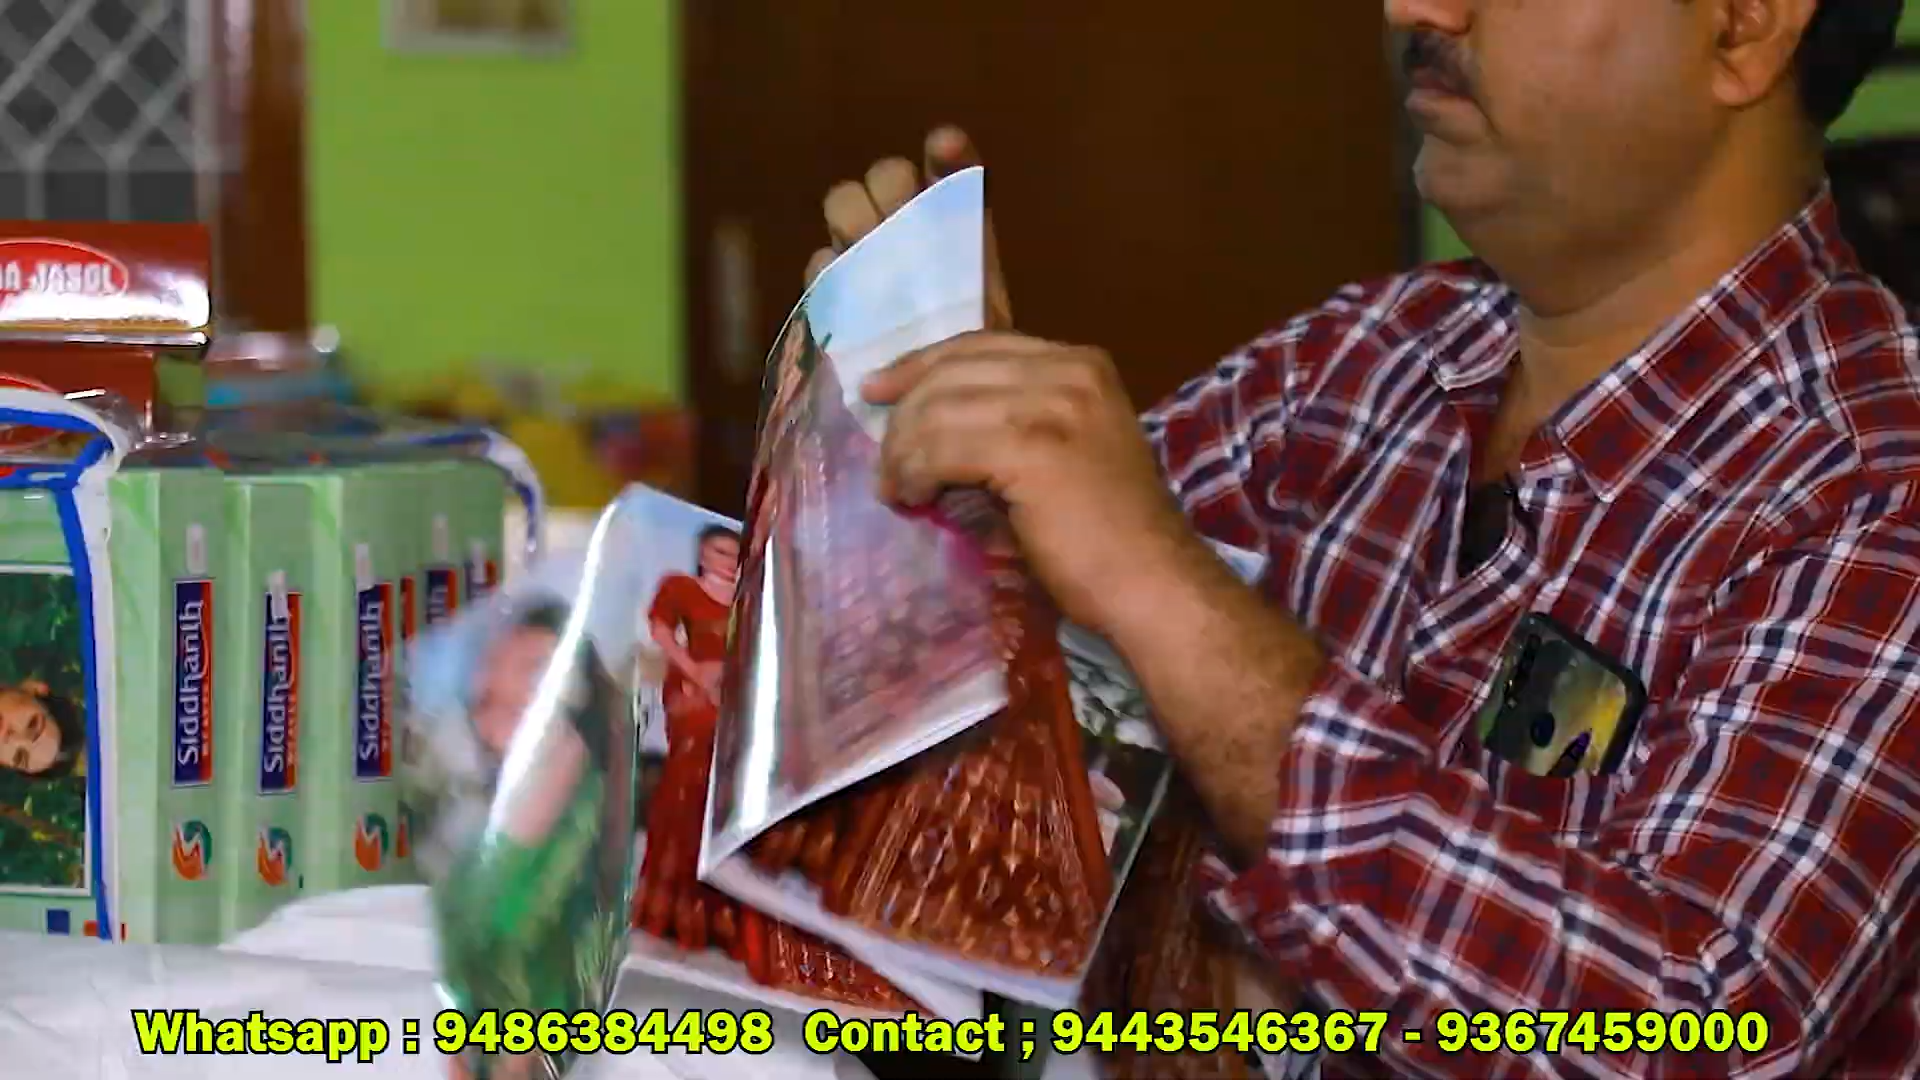 JASOL
Siddhanth
Siddhanth
Siddhanth
Whatsapp : 9486384498 Contact ; 9443546367 - 9367459000